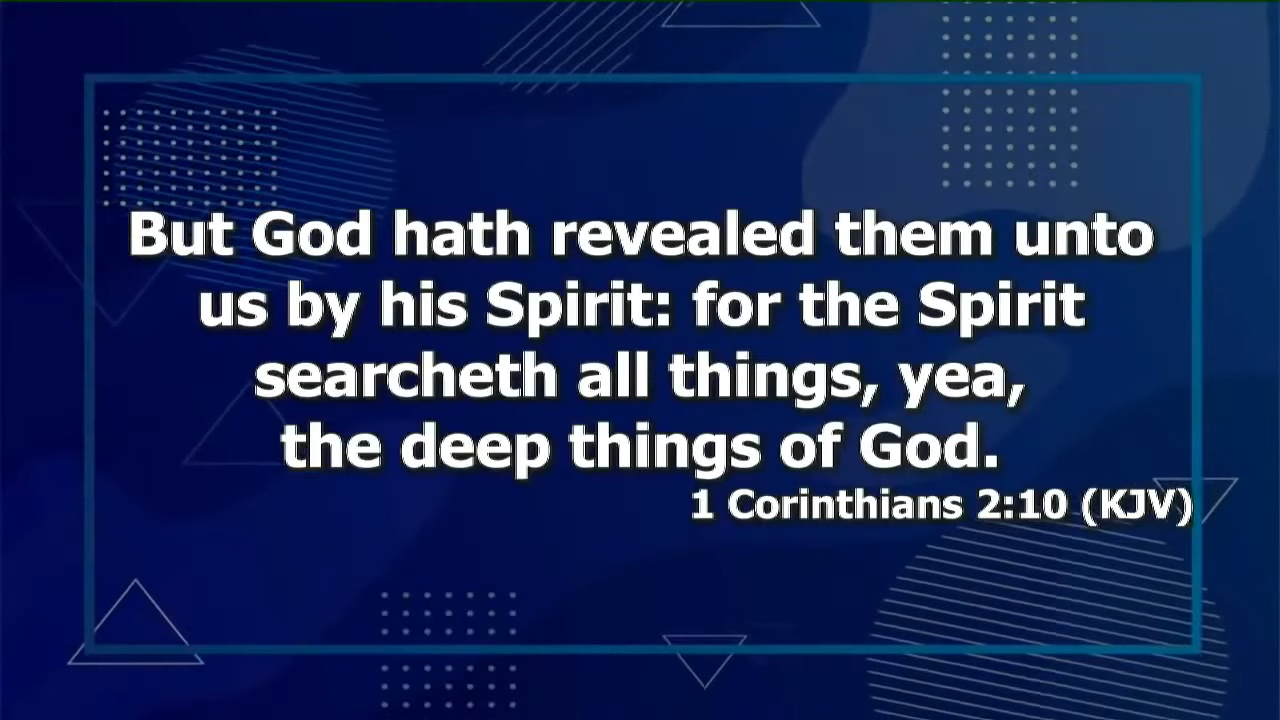 But God hath revealed them unto
us by his Spirit: for the Spirit
searcheth all things, yea,
the deep things of God.
1 Corinthians 2:10 (KJV)